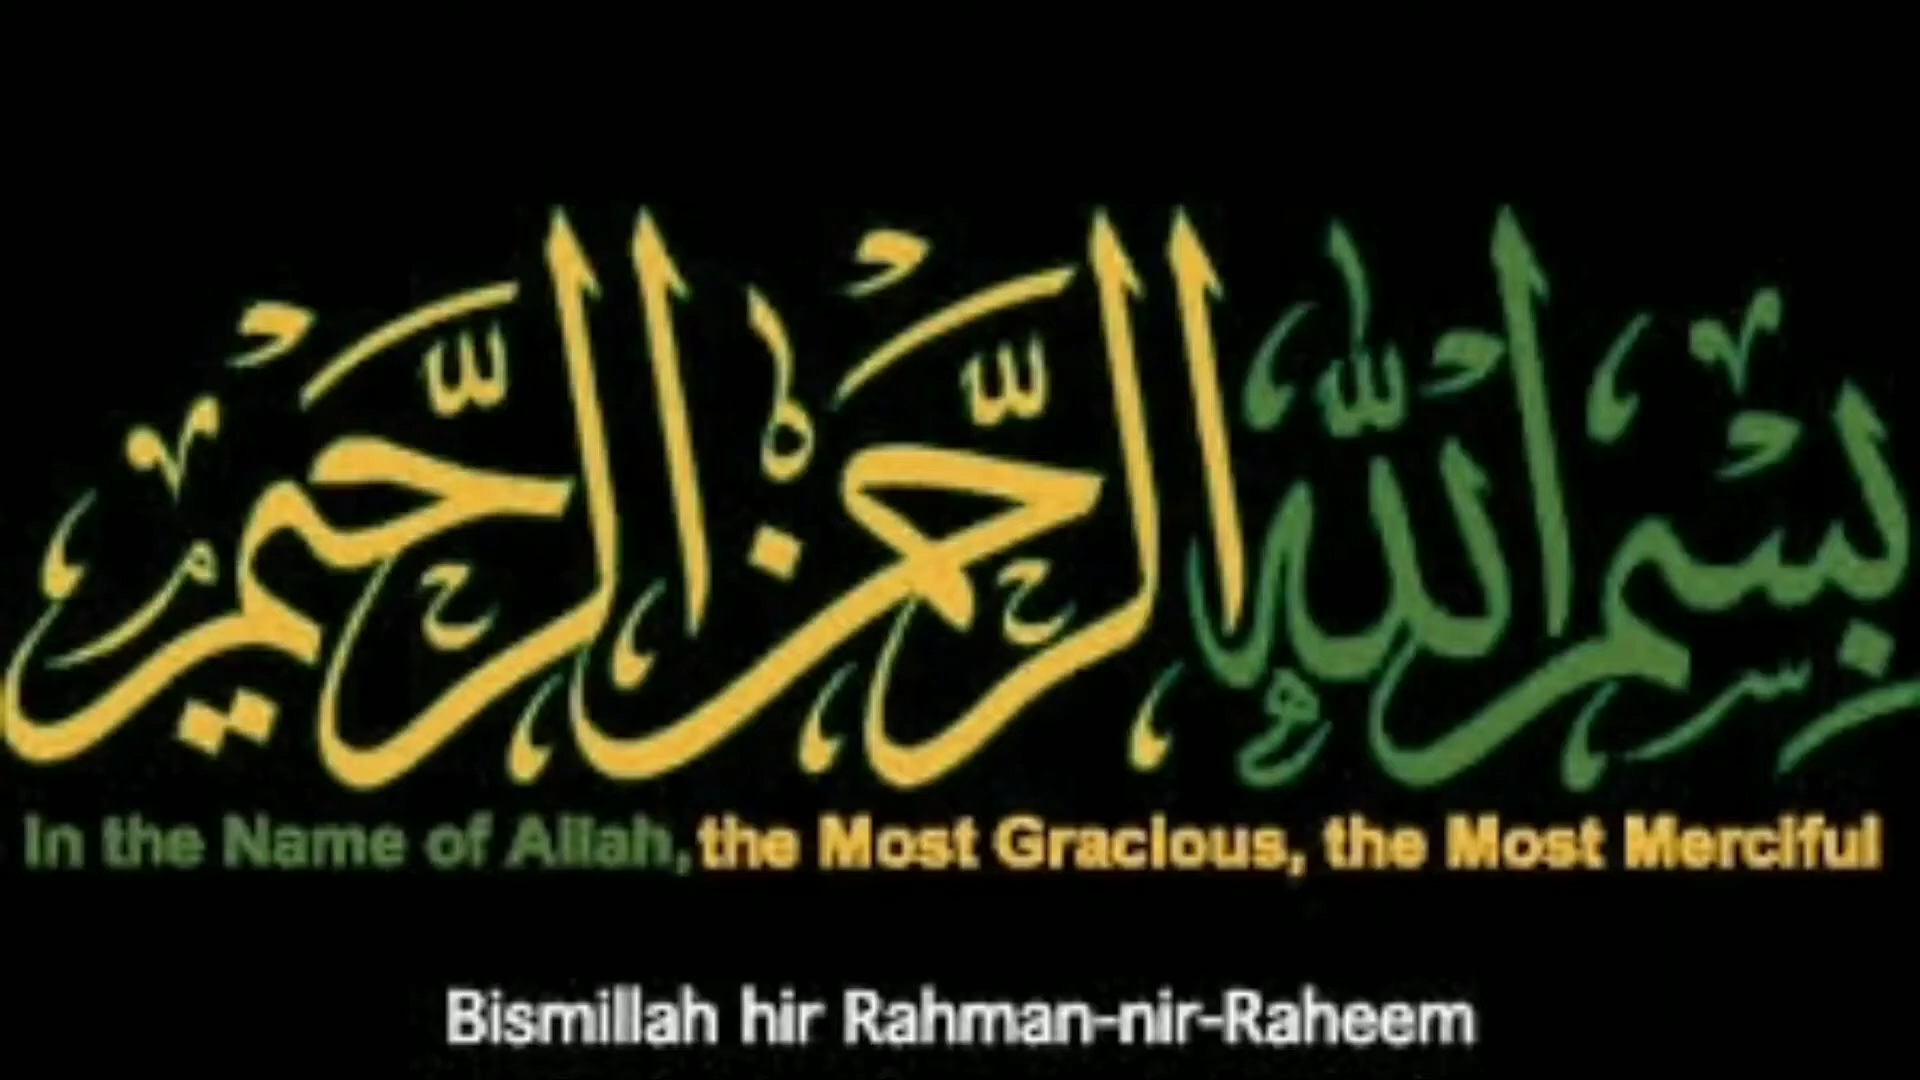 بسم الله الرحمن الرحيم
In the Name of Allah, the Most Gracious, the Most Merciful
Bismillah hir Rahman-nir-Raheem